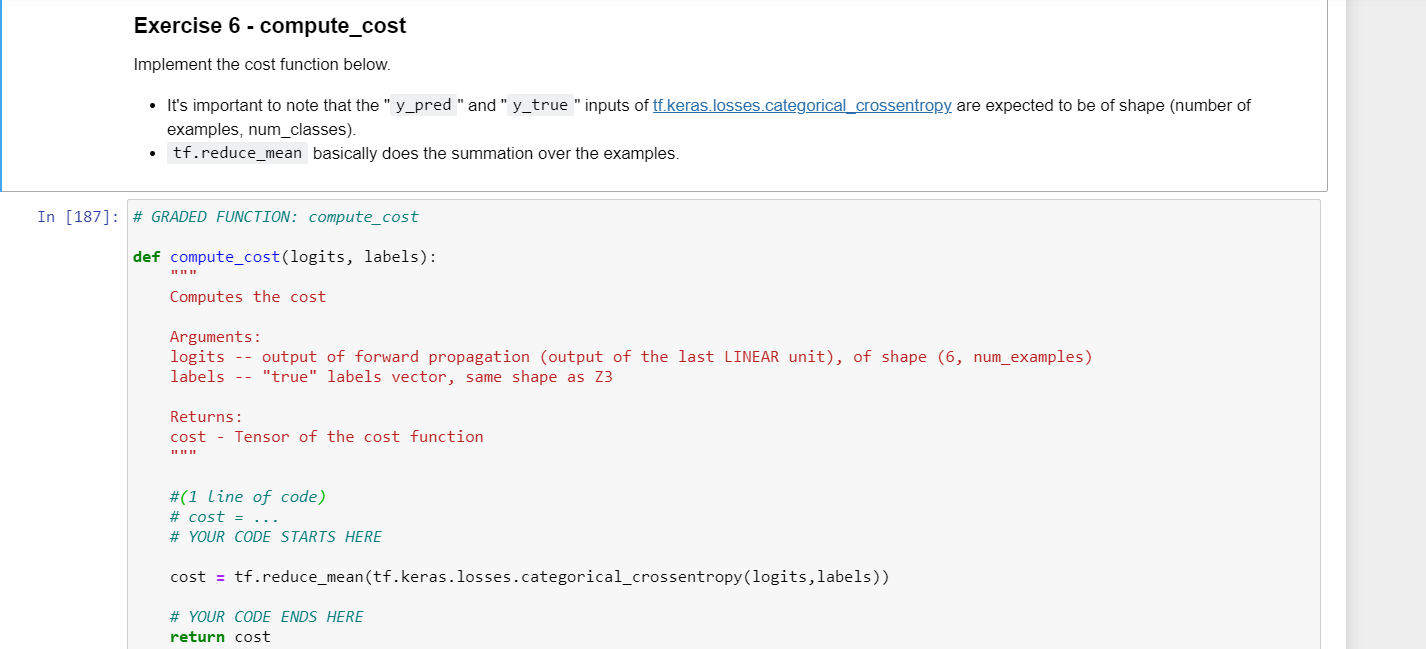 Exercise 6 - compute_cost
Implement the cost function below.
• It's important to note that the " y_pred " and " y_true " inputs of tf.keras.losses.categorical_crossentropy are expected to be of shape (number of
examples, num_classes).
• tf.reduce_mean basically does the summation over the examples.
In [187]: # GRADED FUNCTION: compute_cost
def compute_cost(logits, labels):
"""
Computes the cost
Arguments:
logits -- output of forward propagation (output of the last LINEAR unit), of shape (6, num_examples)
labels -- "true" labels vector, same shape as Z3
Returns:
cost - Tensor of the cost function
"""
#(1 line of code)
# cost = ...
# YOUR CODE STARTS HERE
cost = tf.reduce_mean(tf.keras.losses.categorical_crossentropy(logits,labels))
# YOUR CODE ENDS HERE
return cost